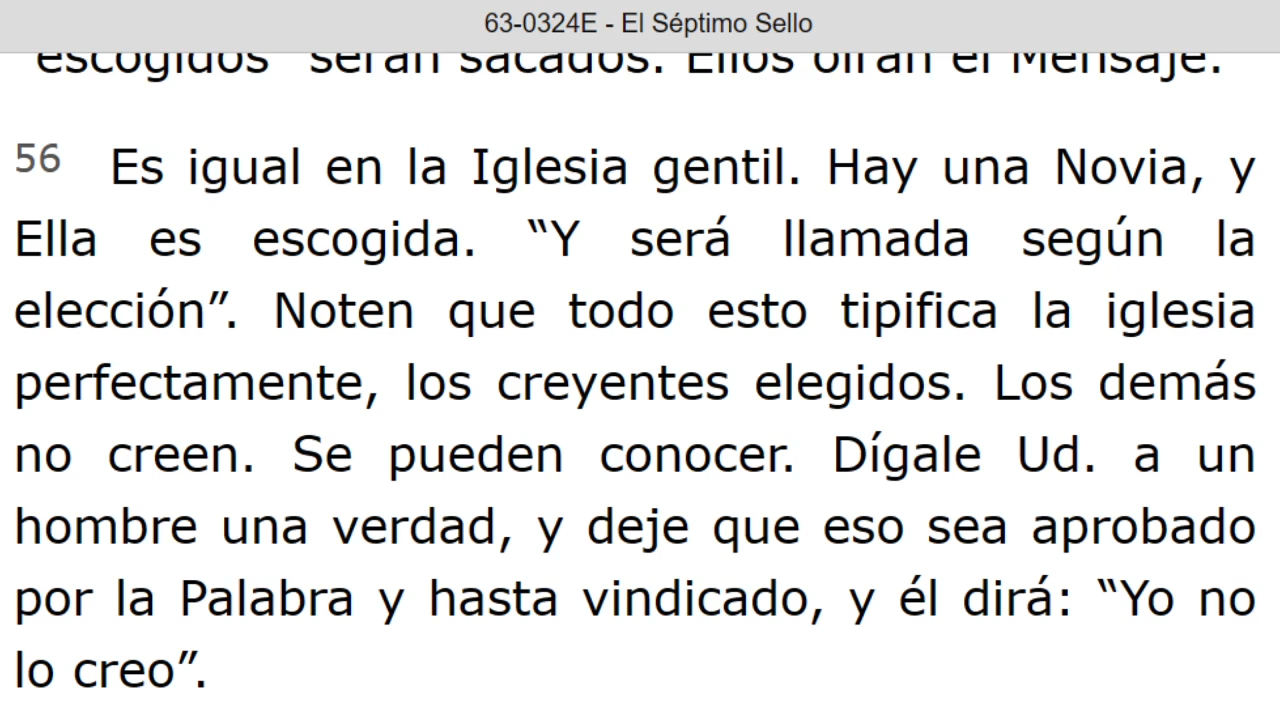 63-0324E - El Séptimo Sello
escogidos” serán sacados. Ellos oirán el Mensaje.
56 Es igual en la Iglesia gentil. Hay una Novia, y
Ella es escogida. “Y será llamada según la
elección”. Noten que todo esto tipifica la iglesia
perfectamente, los creyentes elegidos. Los demás
no creen. Se pueden conocer. Dígale Ud. a un
hombre una verdad, y deje que eso sea aprobado
por la Palabra y hasta vindicado, y él dirá: “Yo no
lo creo”.